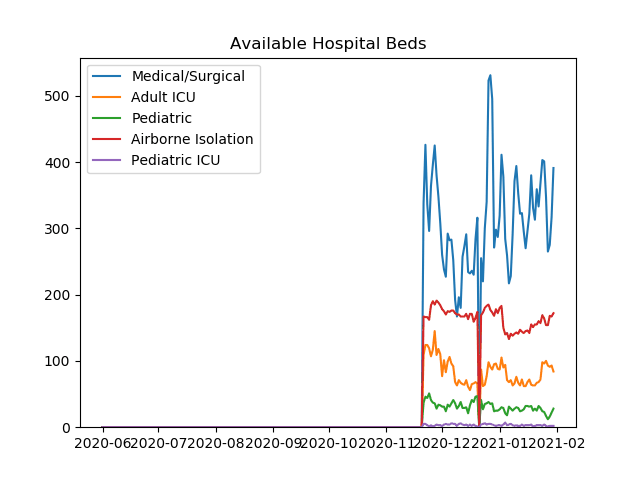 Available Hospital Beds
Medical/Surgical
Adult ICU
Pediatric
Airborne Isolation
Pediatric ICU
500
400
300
200
100
0
2020-06 2020-07 2020-08 2020-09 2020-10 2020-11 2020-12 2021-01 2021-02